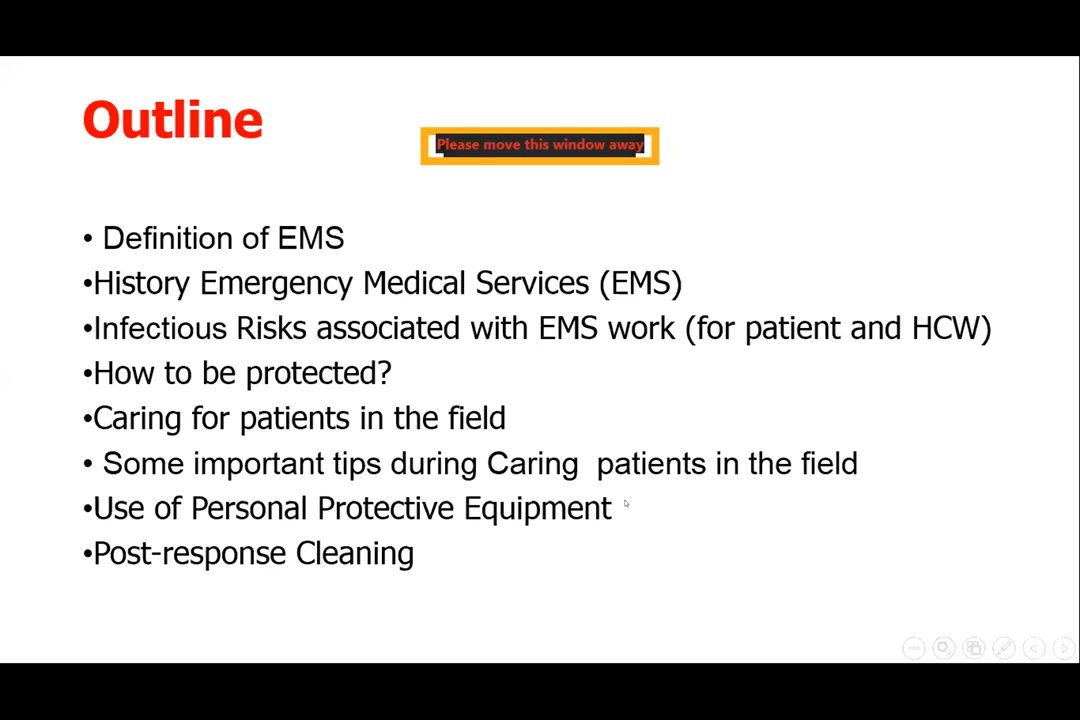 Outline
Please move this window away
• Definition of EMS
•History Emergency Medical Services (EMS)
•Infectious Risks associated with EMS work (for patient and HCW)
•How to be protected?
•Caring for patients in the field
• Some important tips during Caring  patients in the field
•Use of Personal Protective Equipment
•Post-response Cleaning